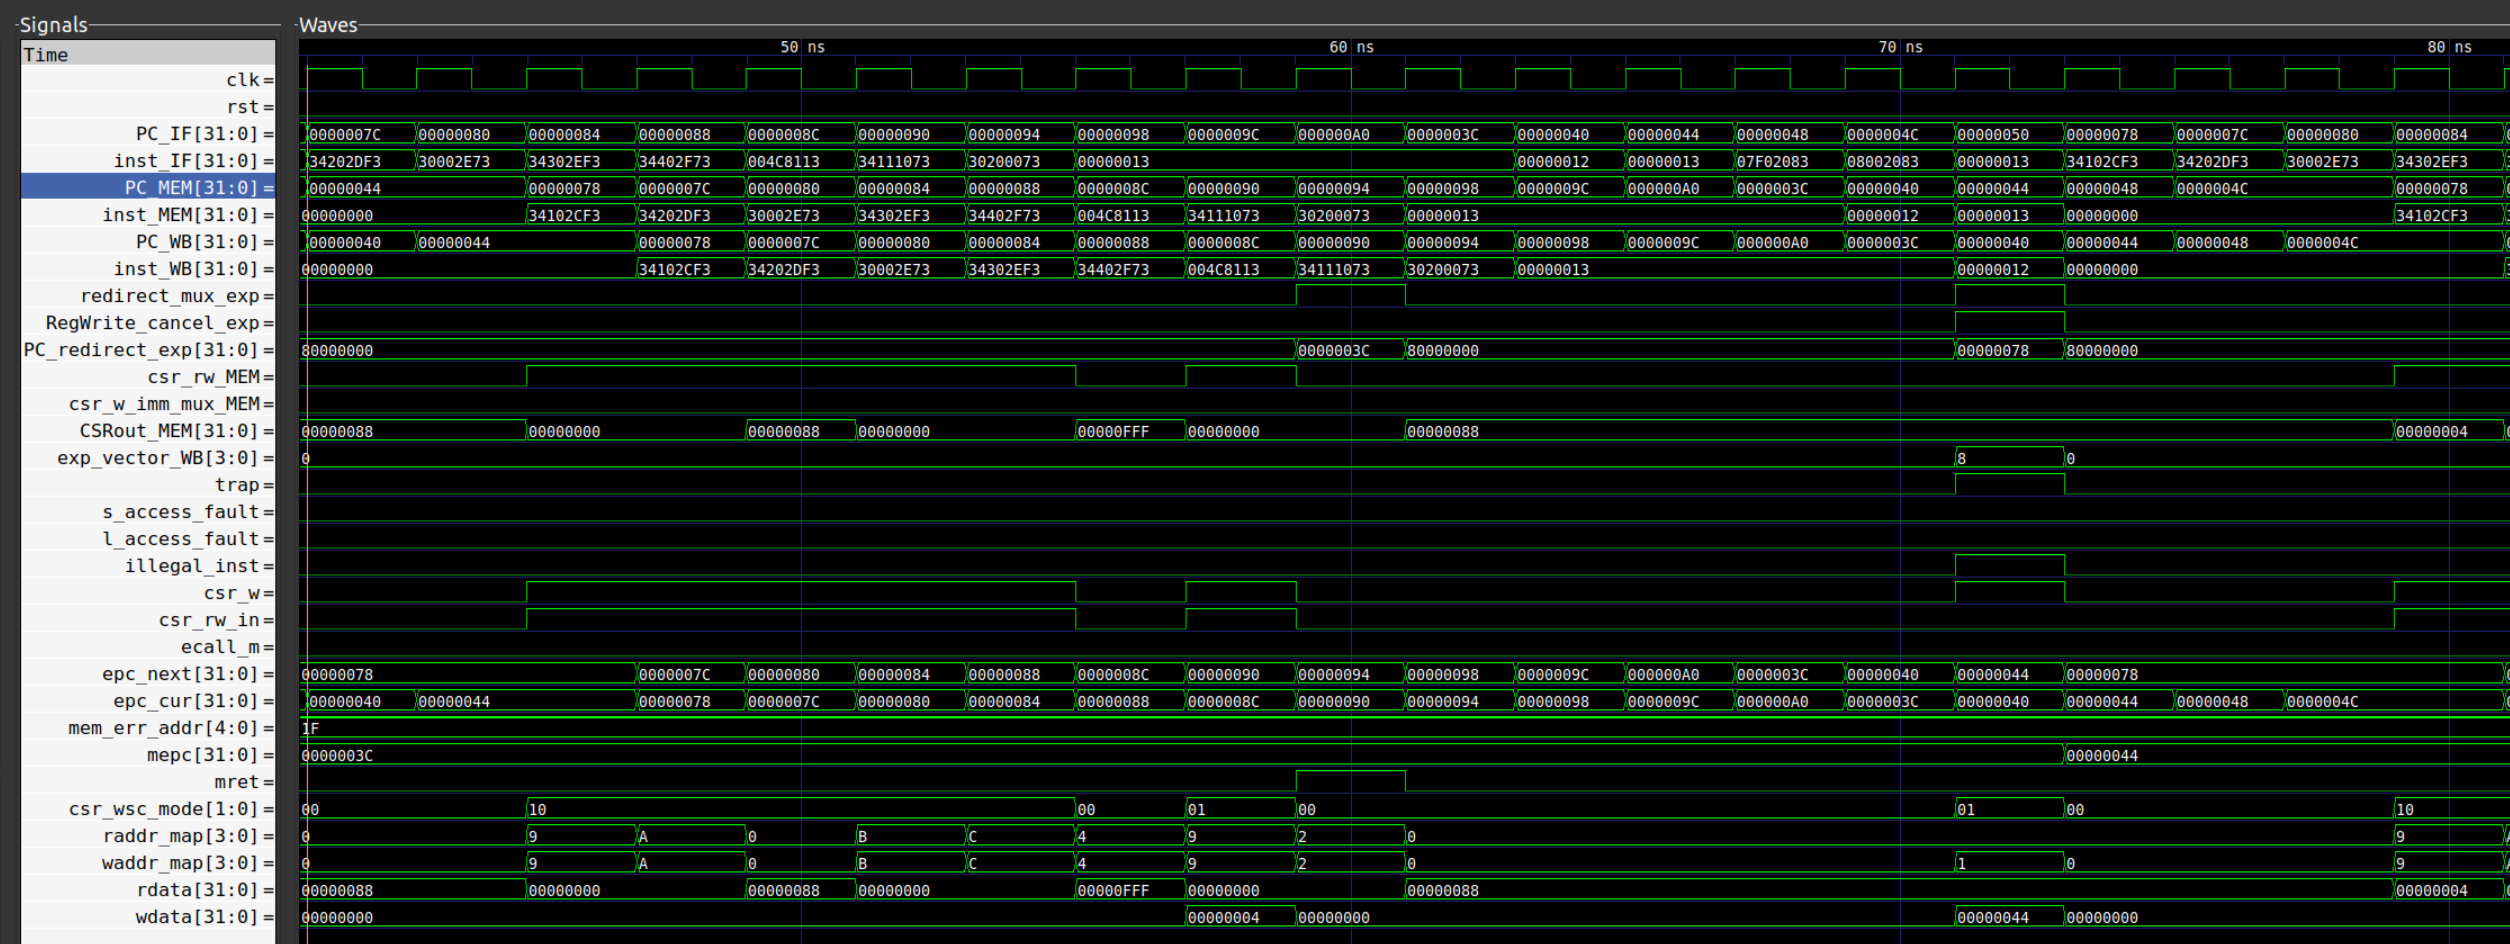 Signals Waves
Time 50 ns 60 ns 70 ns 80 ns
clk=
rst=
PC_IF[31:0]= 0000007C 00000080 00000084 00000088 0000008C 00000090 00000094 00000098 0000009C 000000A0 0000003C 00000040 00000044 00000048 0000004C 00000050 00000078 0000007C 00000080 00000084
inst_IF[31:0]= 34202DF3 30002E73 34302EF3 34402F73 004C8113 34111073 30200073 00000013 00000012 00000013 07F02083 08002083 00000013 34102CF3 34202DF3 30002E73 34302EF3
PC_MEM[31:0]= 00000044 00000078 0000007C 00000080 00000084 00000088 0000008C 00000090 00000094 00000098 0000009C 000000A0 0000003C 00000040 00000044 00000048 0000004C 00000078
inst_MEM[31:0]= 00000000 34102CF3 34202DF3 30002E73 34302EF3 34402F73 004C8113 34111073 30200073 00000013 00000012 00000013 00000000 34102CF3
PC_WB[31:0]= 00000040 00000044 00000078 0000007C 00000080 00000084 00000088 0000008C 00000090 00000094 00000098 0000009C 000000A0 0000003C 00000040 00000044 00000048 0000004C
inst_WB[31:0]= 00000000 34102CF3 34202DF3 30002E73 34302EF3 34402F73 004C8113 34111073 30200073 00000013 00000012 00000000
redirect_mux_exp=
RegWrite_cancel_exp=
PC_redirect_exp[31:0]= 80000000 0000003C 80000000 00000078 80000000
csr_rw_MEM=
csr_w_imm_mux_MEM=
CSRout_MEM[31:0]= 00000088 00000000 00000088 00000000 00000FFF 00000000 00000088 00000004
exp_vector_WB[3:0]= 0 8 0
trap=
s_access_fault=
l_access_fault=
illegal_inst=
csr_w=
csr_rw_in=
ecall_m=
epc_next[31:0]= 00000078 0000007C 00000080 00000084 00000088 0000008C 00000090 00000094 00000098 0000009C 000000A0 0000003C 00000040 00000044 00000078
epc_cur[31:0]= 00000040 00000044 00000078 0000007C 00000080 00000084 00000088 0000008C 00000090 00000094 00000098 0000009C 000000A0 0000003C 00000040 00000044 00000048 0000004C
mem_err_addr[4:0]= 1F
mepc[31:0]= 0000003C 00000044
mret=
csr_wsc_mode[1:0]= 00 10 00 01 00 01 00 10
raddr_map[3:0]= 0 9 A 0 B C 4 9 2 0 9
waddr_map[3:0]= 0 9 A 0 B C 4 9 2 0 1 0 9
rdata[31:0]= 00000088 00000000 00000088 00000000 00000FFF 00000000 00000088 00000004
wdata[31:0]= 00000000 00000004 00000000 00000044 00000000